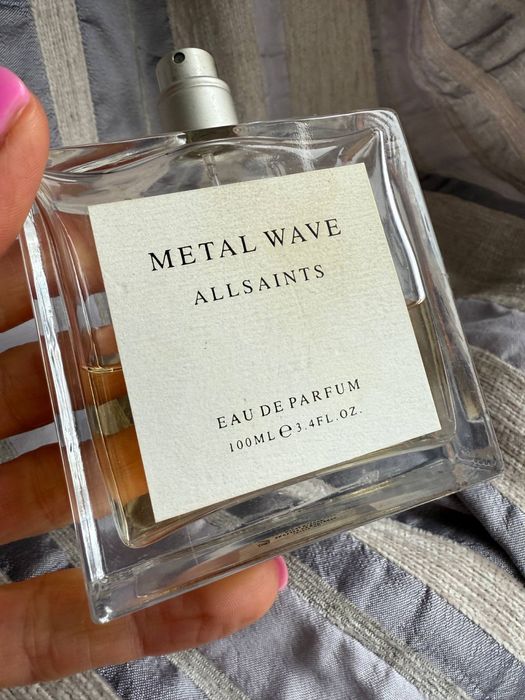 METAL WAVE
ALLSAINTS
EAU DE PARFUM
100ML ℮ 3.4FL.OZ.